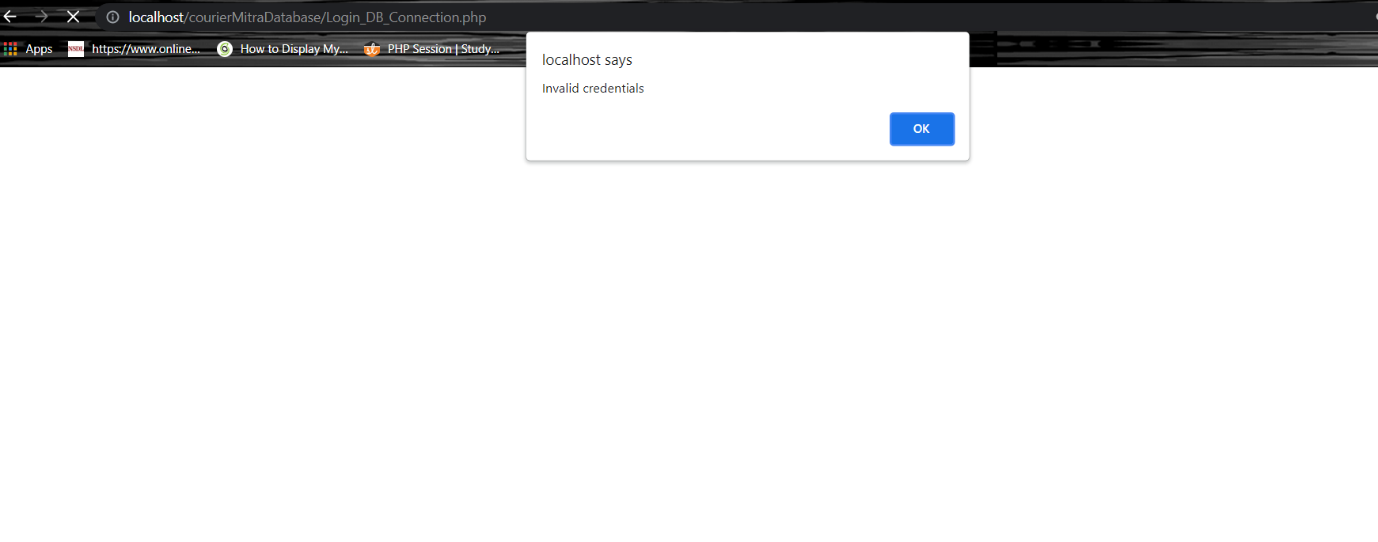 localhost/courierMitraDatabase/Login_DB_Connection.php
Apps NSDL https://www.online... How to Display My... PHP Session | Study...
localhost says
Invalid credentials
OK